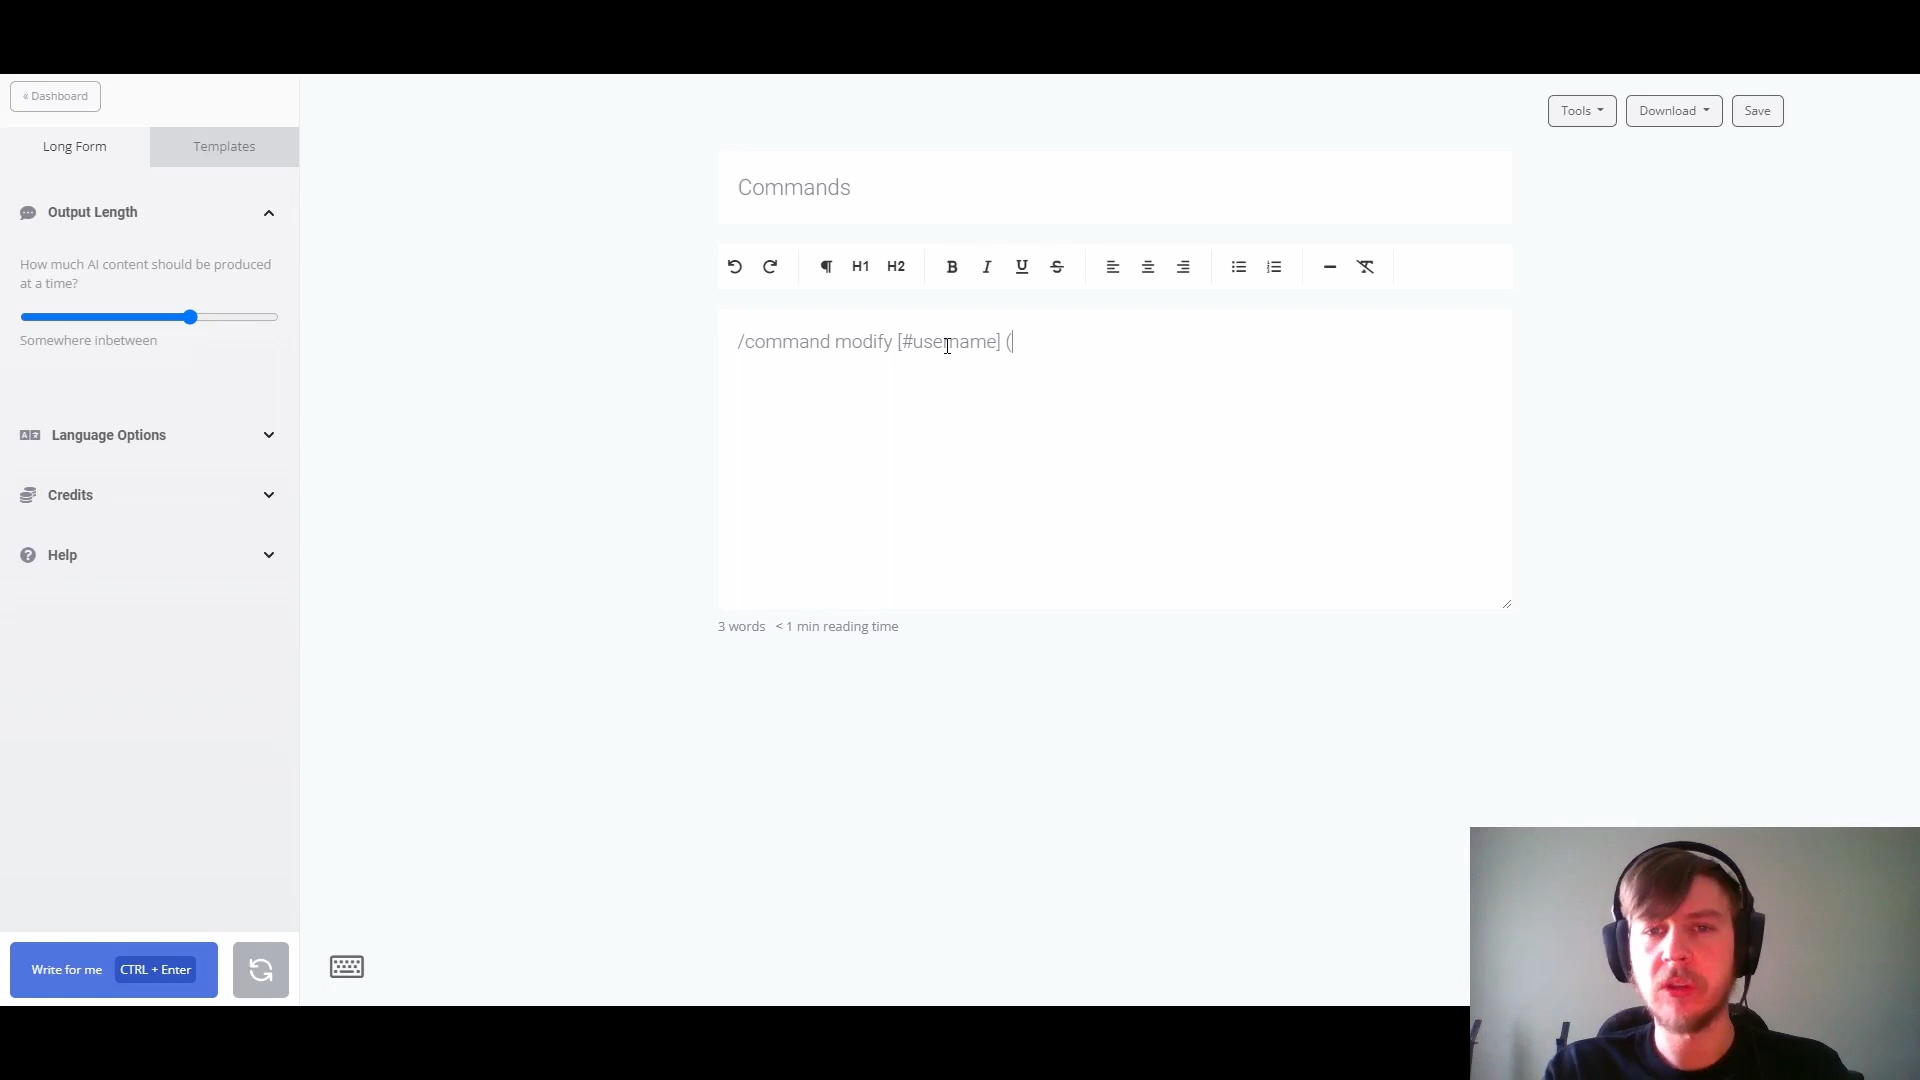 « Dashboard
Tools
Download
Save
Long Form
Templates
Commands
Output Length
H1 H2 B I U S
How much AI content should be produced
at a time?
Somewhere inbetween
/command modify [#username] (
Language Options
Credits
Help
3 words < 1 min reading time
Write for me CTRL + Enter